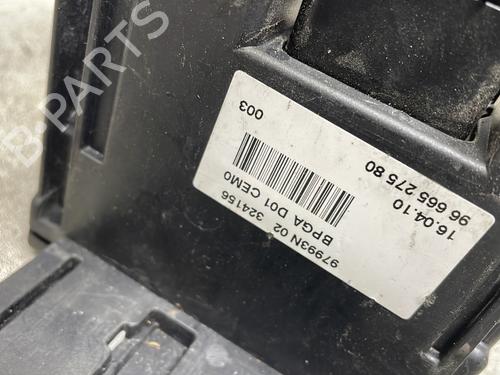 B-PARTS
97993N 02 324156
BPGA D01 CEM0
003
16.04.10
96 665 275 80